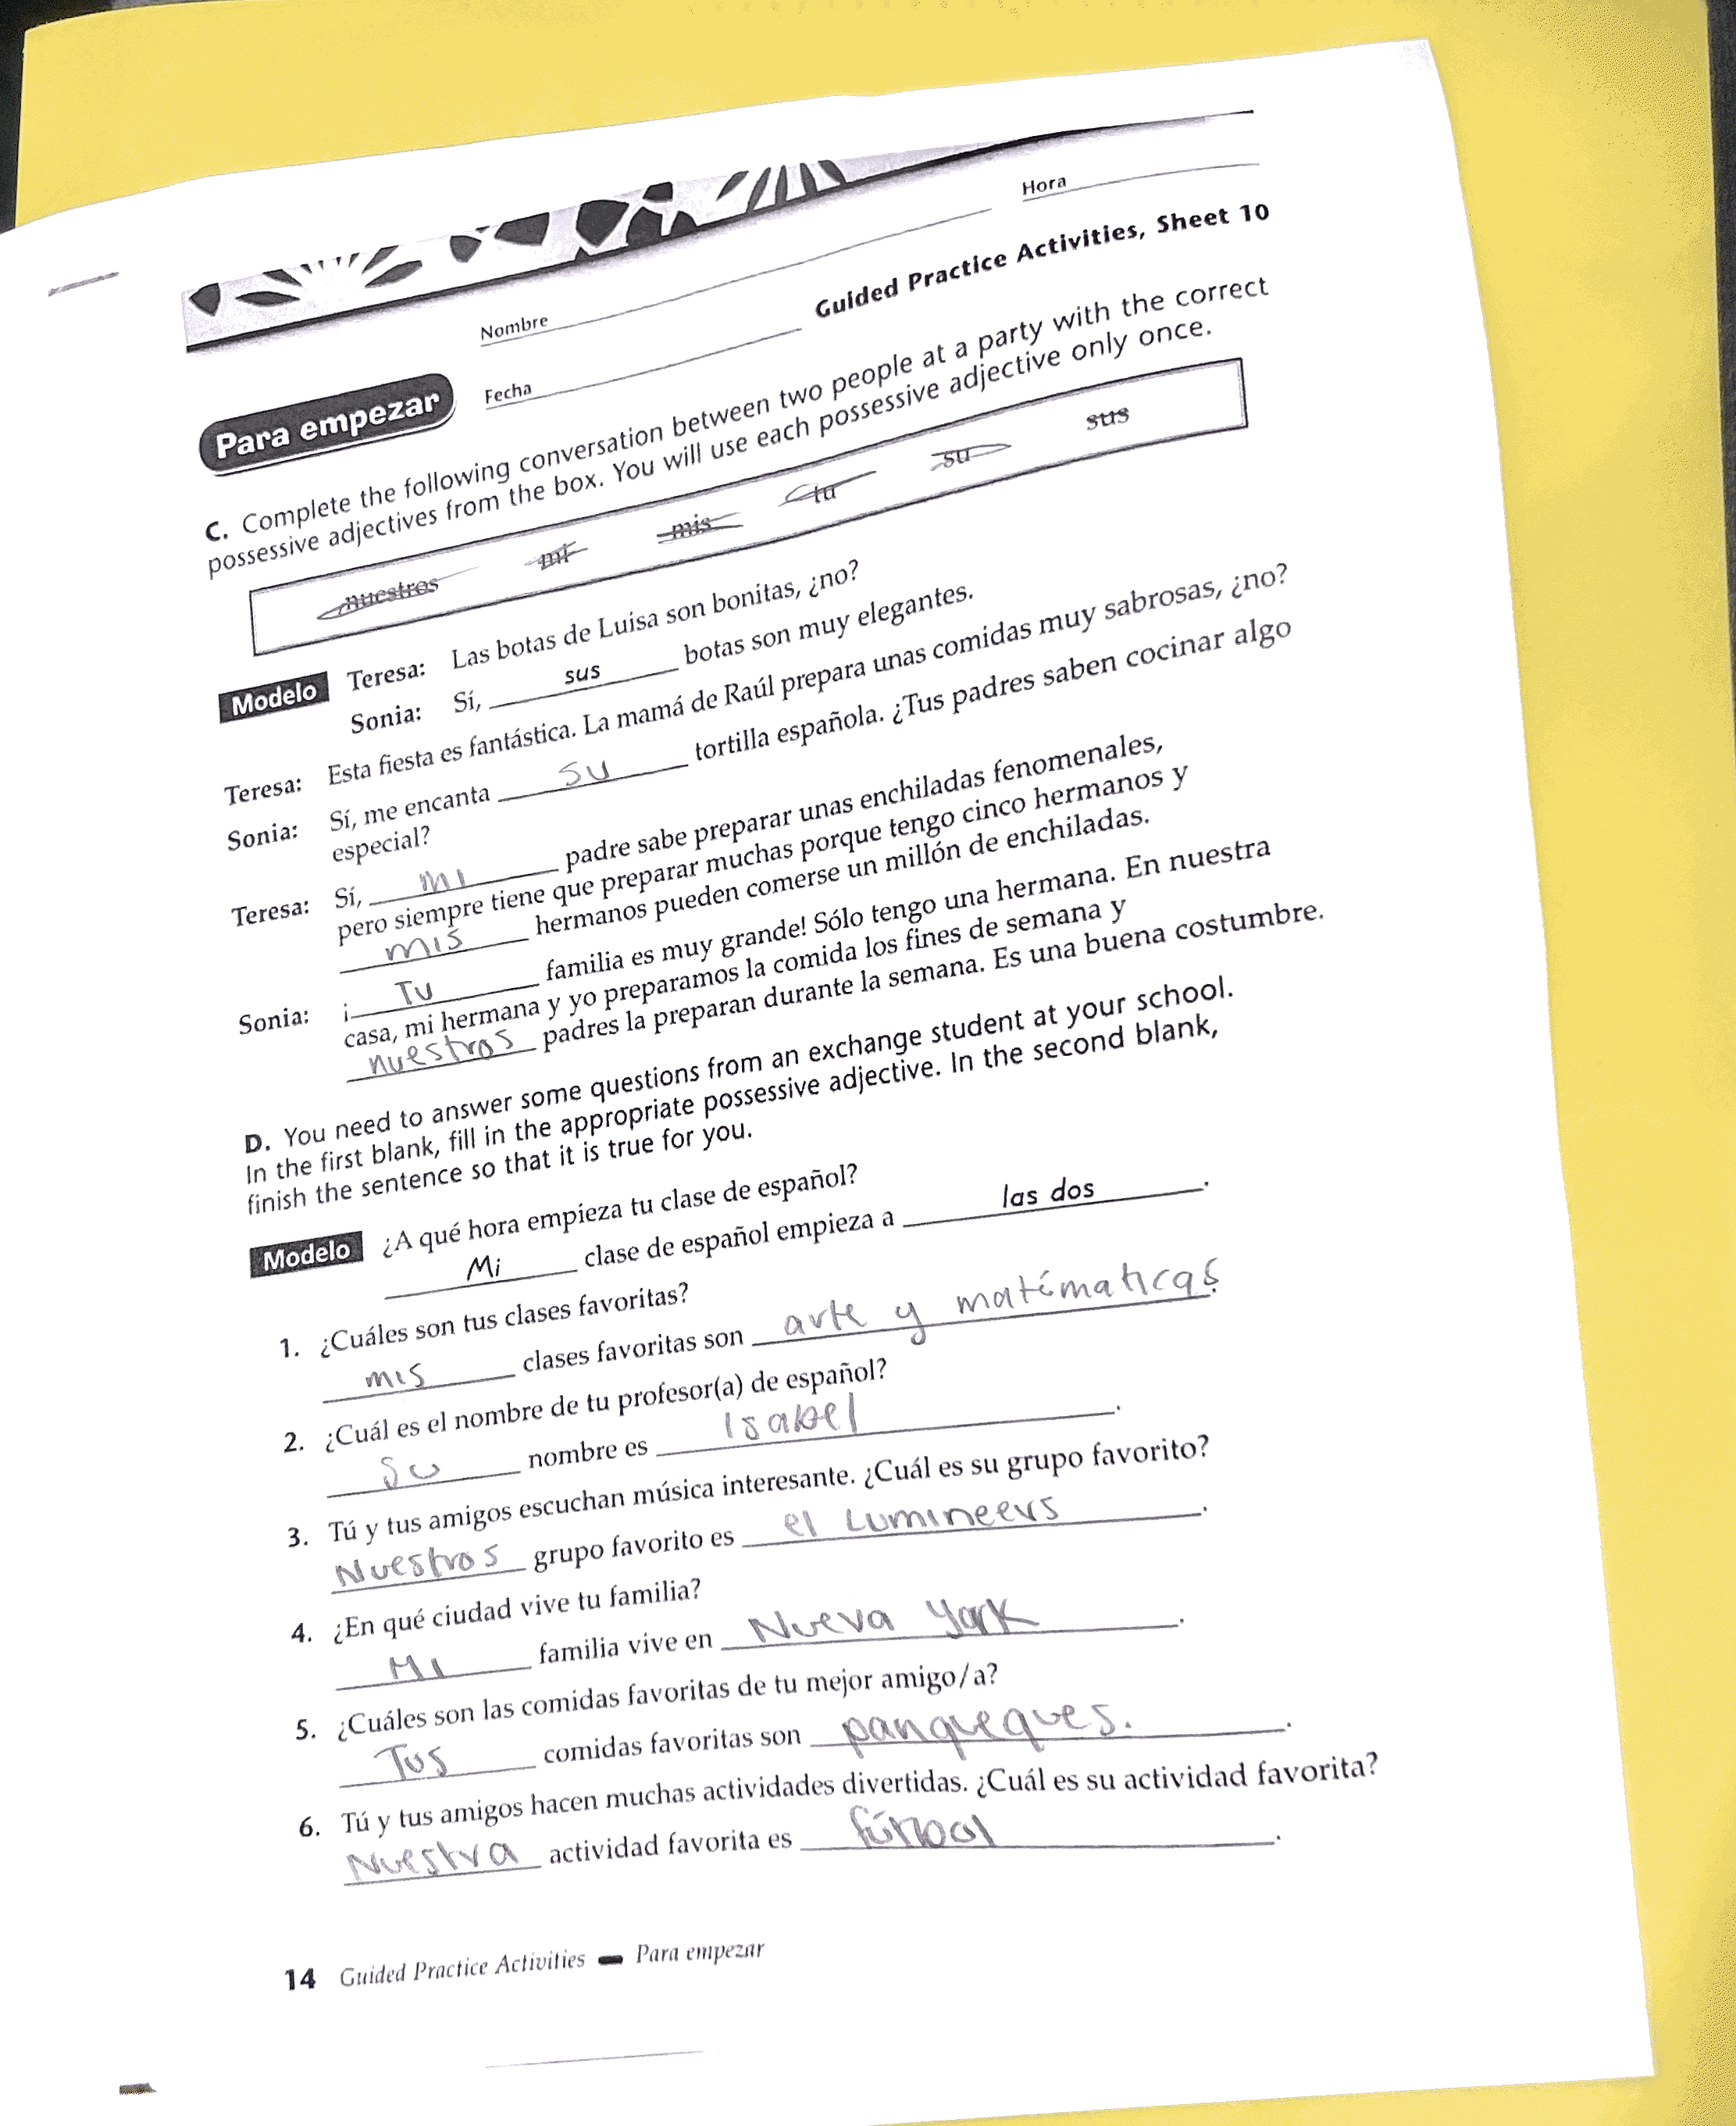 Hora
Nombre
Guided Practice Activities, Sheet 10
Para empezar
Fecha
C. Complete the following conversation between two people at a party with the correct
possessive adjectives from the box. You will use each possessive adjective only once.
nuestros mi mis tu su sus
Modelo Teresa: Las botas de Luisa son bonitas, ¿no?
Sonia: Sí, sus botas son muy elegantes.
Teresa: Esta fiesta es fantástica. La mamá de Raúl prepara unas comidas muy sabrosas, ¿no?
Sonia: Sí, me encanta su tortilla española. ¿Tus padres saben cocinar algo
especial?
Teresa: Sí, mi padre sabe preparar unas enchiladas fenomenales,
pero siempre tiene que preparar muchas porque tengo cinco hermanos y
mis hermanos pueden comerse un millón de enchiladas.
Sonia: ¡ Tu familia es muy grande! Sólo tengo una hermana. En nuestra
casa, mi hermana y yo preparamos la comida los fines de semana y
nuestros padres la preparan durante la semana. Es una buena costumbre.
D. You need to answer some questions from an exchange student at your school.
In the first blank, fill in the appropriate possessive adjective. In the second blank,
finish the sentence so that it is true for you.
Modelo ¿A qué hora empieza tu clase de español?
Mi clase de español empieza a las dos.
1. ¿Cuáles son tus clases favoritas?
mis clases favoritas son arte y matématicas.
2. ¿Cuál es el nombre de tu profesor(a) de español?
Su nombre es Isabel.
3. Tú y tus amigos escuchan música interesante. ¿Cuál es su grupo favorito?
Nuestros grupo favorito es el Lumineers.
4. ¿En qué ciudad vive tu familia?
Mi familia vive en Nueva York.
5. ¿Cuáles son las comidas favoritas de tu mejor amigo/a?
Tus comidas favoritas son panqueques. .
6. Tú y tus amigos hacen muchas actividades divertidas. ¿Cuál es su actividad favorita?
Nuestra actividad favorita es fútbol.
14 Guided Practice Activities — Para empezar